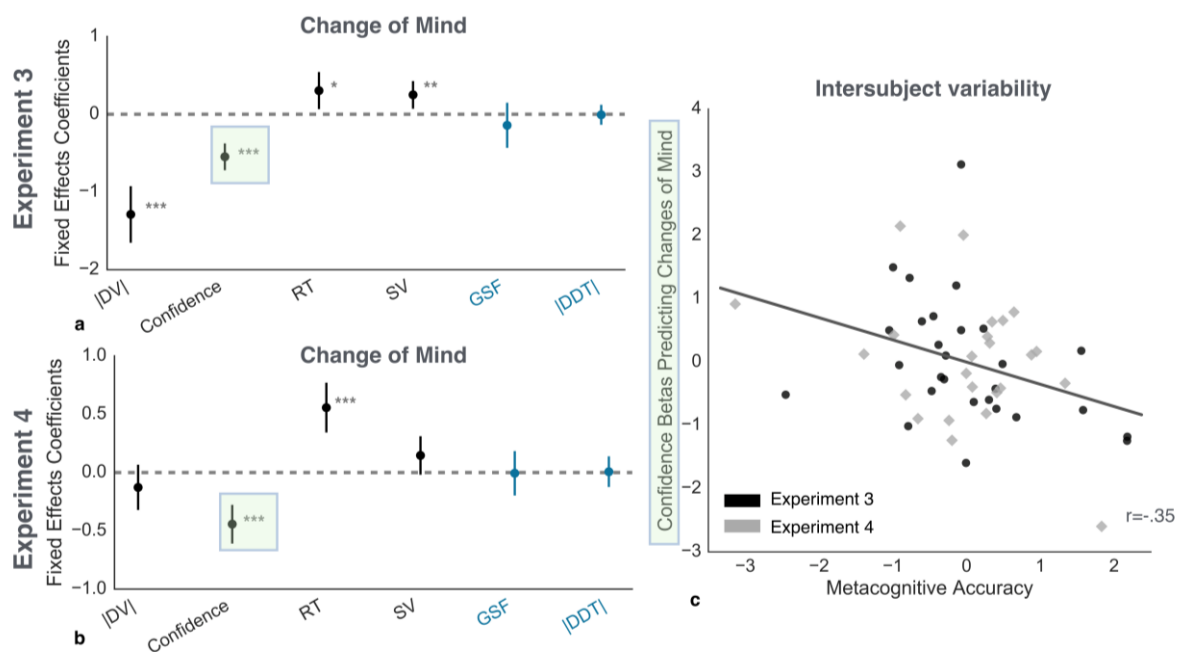 Change of Mind
Experiment 3
Fixed Effects Coefficients
1
0
−1
−2
*
**
***
***
|DV|
Confidence
RT
SV
GSF
|DDT|
a
Change of Mind
Experiment 4
Fixed Effects Coefficients
1.0
0.5
0.0
−0.5
−1.0
***
***
|DV|
Confidence
RT
SV
GSF
|DDT|
b
Intersubject variability
Confidence Betas Predicting Changes of Mind
4
3
2
1
0
−1
−2
−3
Experiment 3
Experiment 4
r=-.35
−3
−2
−1
0
1
2
Metacognitive Accuracy
c